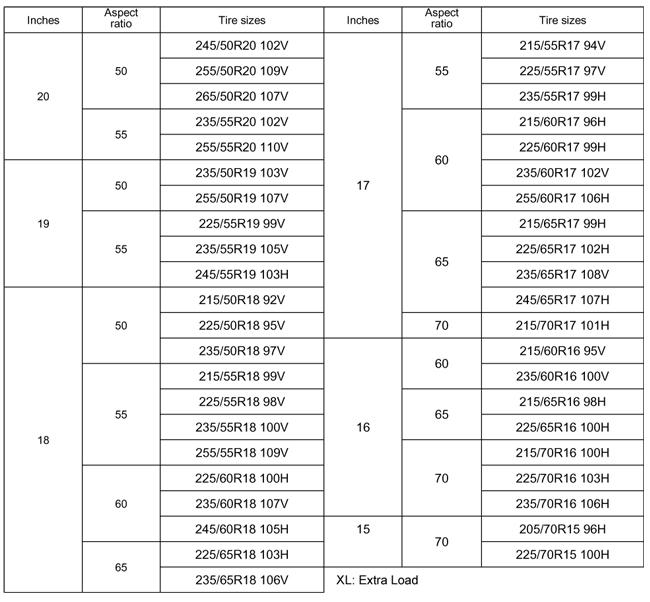 Inches Aspect ratio Tire sizes Inches Aspect ratio Tire sizes
20 50 245/50R20 102V 17 55 215/55R17 94V
255/50R20 109V 225/55R17 97V
265/50R20 107V 235/55R17 99H
55 235/55R20 102V 60 215/60R17 96H
255/55R20 110V 225/60R17 99H
19 50 235/50R19 103V 235/60R17 102V
255/50R19 107V 255/60R17 106H
55 225/55R19 99V 65 215/65R17 99H
235/55R19 105V 225/65R17 102H
245/55R19 103H 235/65R17 108V
18 50 215/50R18 92V 245/65R17 107H
225/50R18 95V 70 215/70R17 101H
235/50R18 97V 16 60 215/60R16 95V
55 215/55R18 99V 235/60R16 100V
225/55R18 98V 65 215/65R16 98H
235/55R18 100V 225/65R16 100H
255/55R18 109V 70 215/70R16 100H
60 225/60R18 100H 225/70R16 103H
235/60R18 107V 235/70R16 106H
245/60R18 105H 15 70 205/70R15 96H
65 225/65R18 103H 225/70R15 100H
235/65R18 106V XL: Extra Load